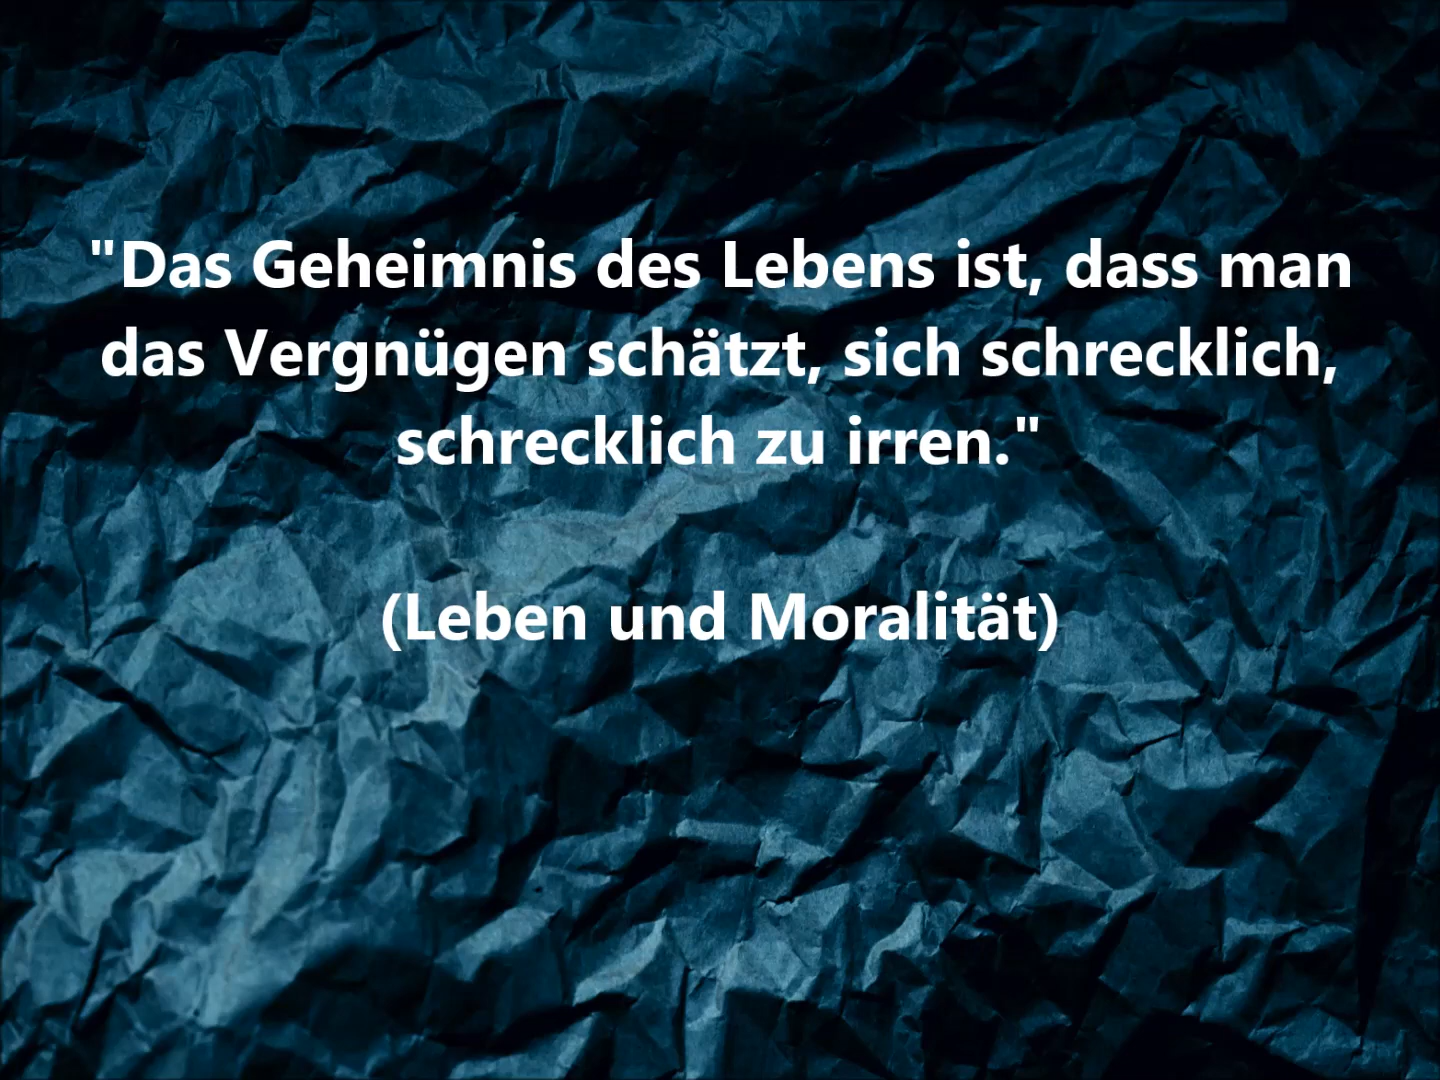 "Das Geheimnis des Lebens ist, dass man
das Vergnügen schätzt, sich schrecklich,
schrecklich zu irren."
(Leben und Moralität)